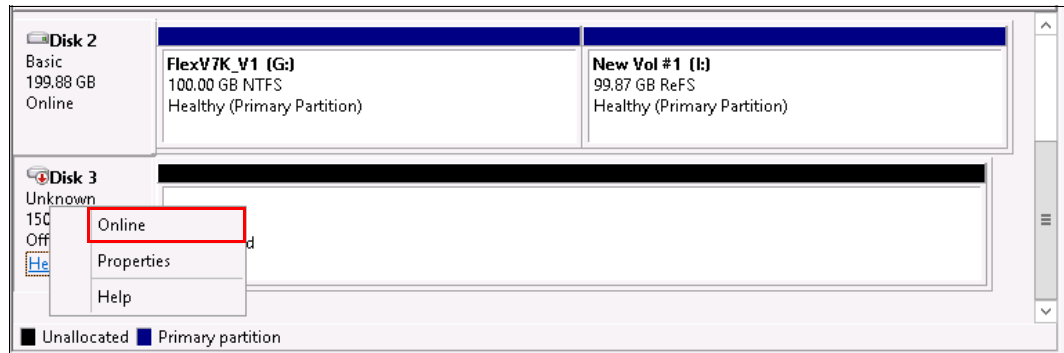 Disk 2
Basic
199.88 GB
Online
FlexV7K_V1 (G:)
100.00 GB NTFS
Healthy (Primary Partition)
New Vol #1 (I:)
99.87 GB ReFS
Healthy (Primary Partition)
Disk 3
Unknown
Online
Properties
Help
Unallocated Primary partition